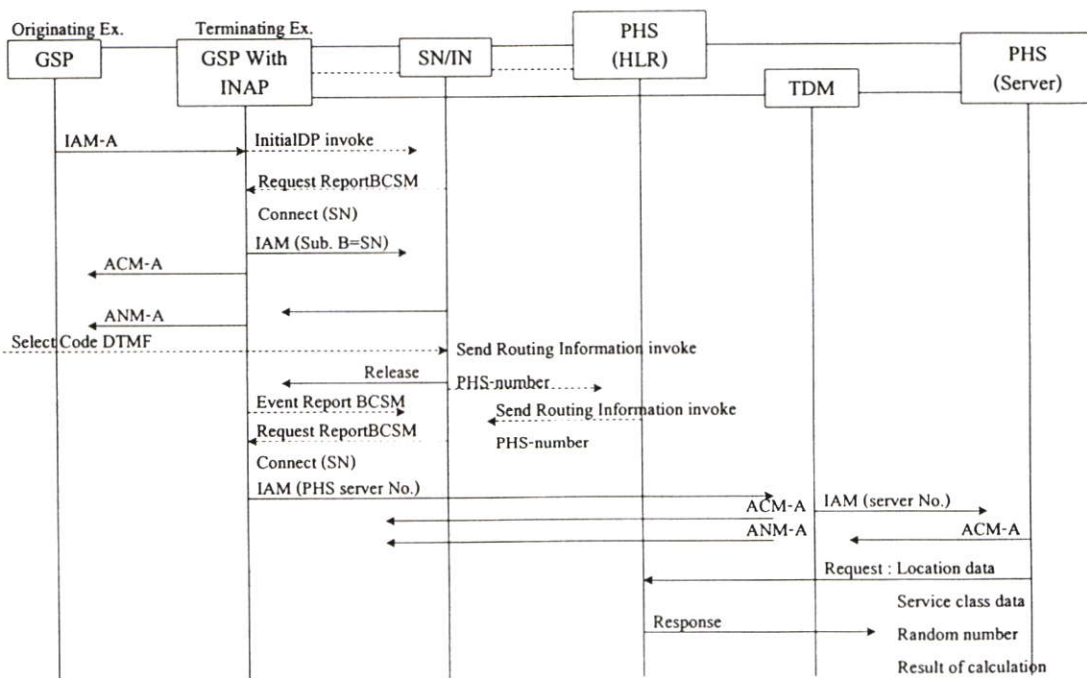 Originating Ex.
Terminating Ex.
GSP
GSP With
INAP
SN/IN
PHS
(HLR)
TDM
PHS
(Server)
IAM-A
InitialDP invoke
Request ReportBCSM
Connect (SN)
IAM (Sub. B=SN)
ACM-A
ANM-A
Select Code DTMF
Send Routing Information invoke
Release
PHS-number
Event Report BCSM
Send Routing Information invoke
Request ReportBCSM
PHS-number
Connect (SN)
IAM (PHS server No.)
ACM-A
IAM (server No.)
ANM-A
ACM-A
Request : Location data
Service class data
Response
Random number
Result of calculation